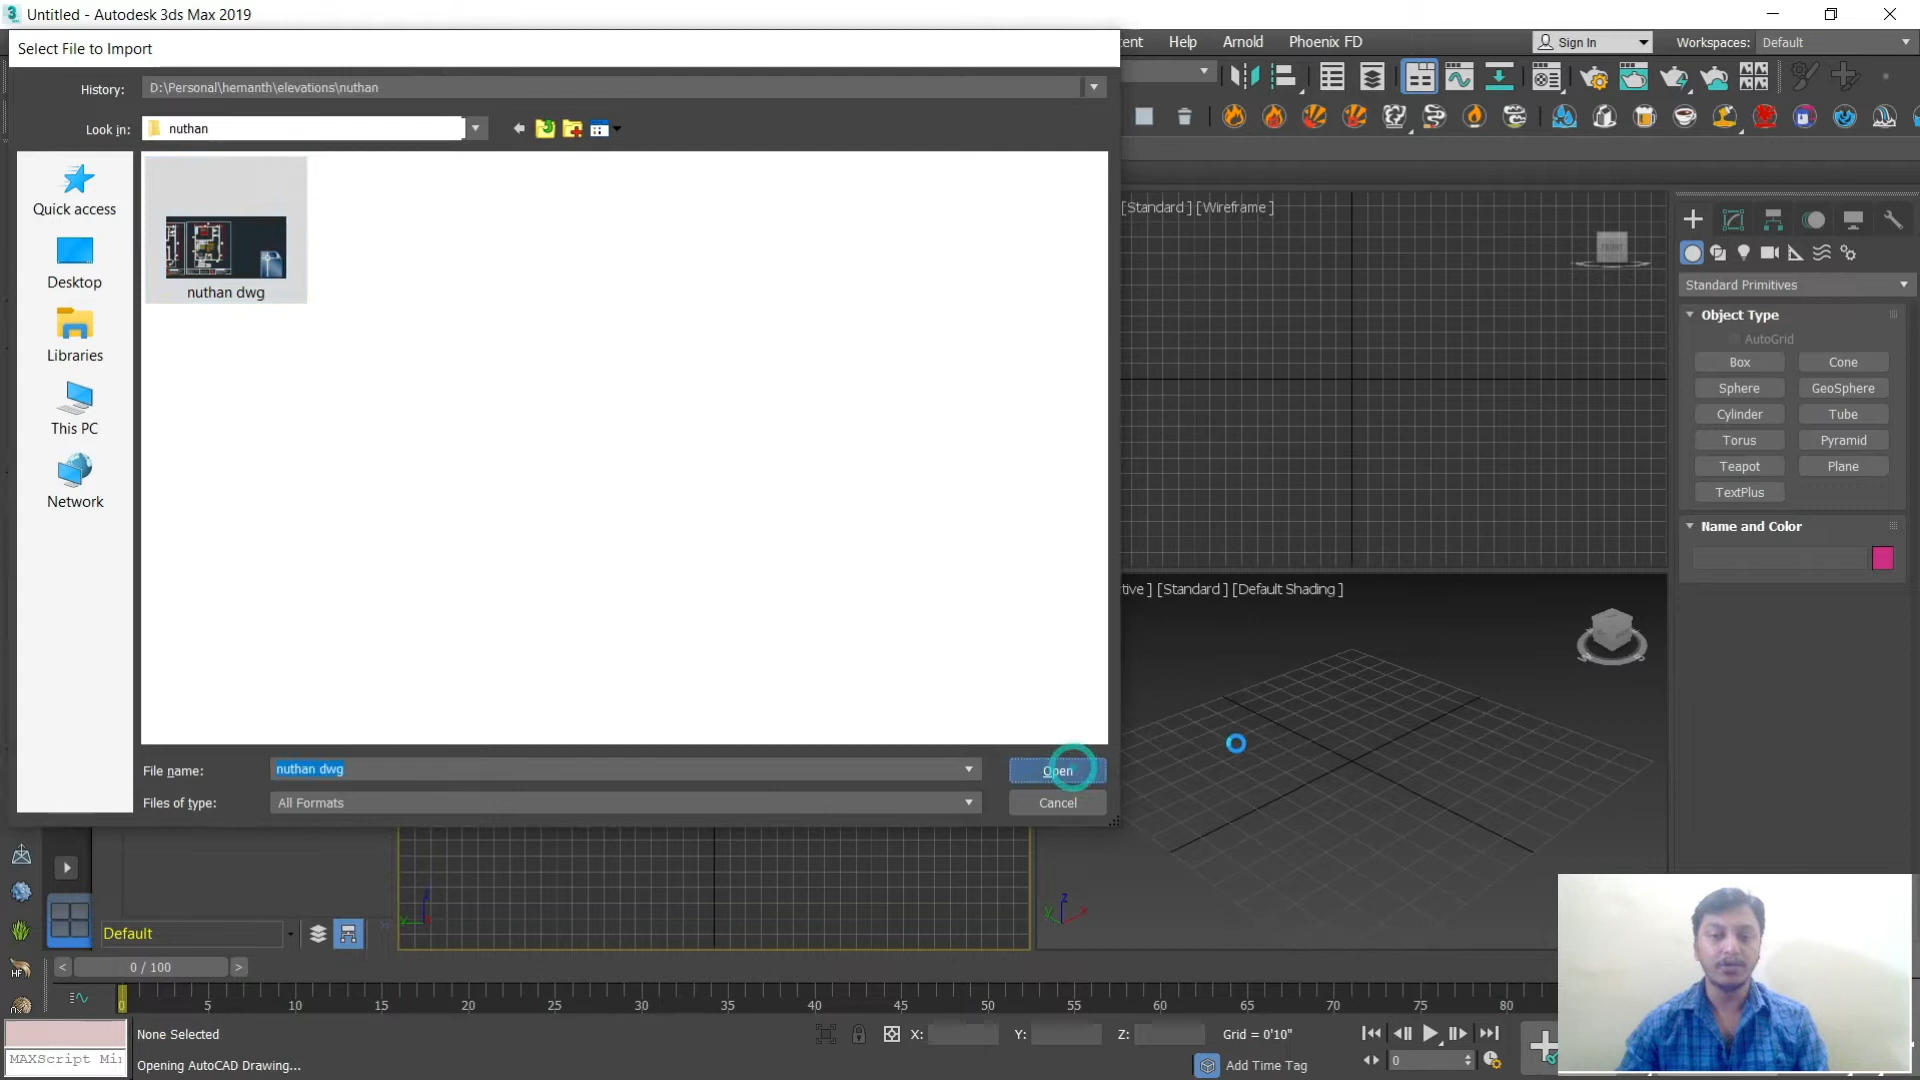 Untitled - Autodesk 3ds Max 2019
Select File to Import
Help Arnold Phoenix FD Sign In Workspaces: Default
History: D:\Personal\hemanth\elevations\nuthan
Look in: nuthan
Quick access
Desktop
Libraries
This PC
Network
nuthan dwg
File name: nuthan dwg Open
Files of type: All Formats Cancel
[Standard ] [Wireframe ]
FRONT
tive ] [Standard ] [Default Shading ]
Standard Primitives
Object Type
AutoGrid
Box Cone
Sphere GeoSphere
Cylinder Tube
Torus Pyramid
Teapot Plane
TextPlus
Name and Color
Default
HF
< 0 / 100 >
0 5 10 15 20 25 30 35 40 45 50 55 60 65 70 75 80
None Selected X: Y: Z: Grid = 0'10"
MAXScript Mi
Opening AutoCAD Drawing... Add Time Tag 0